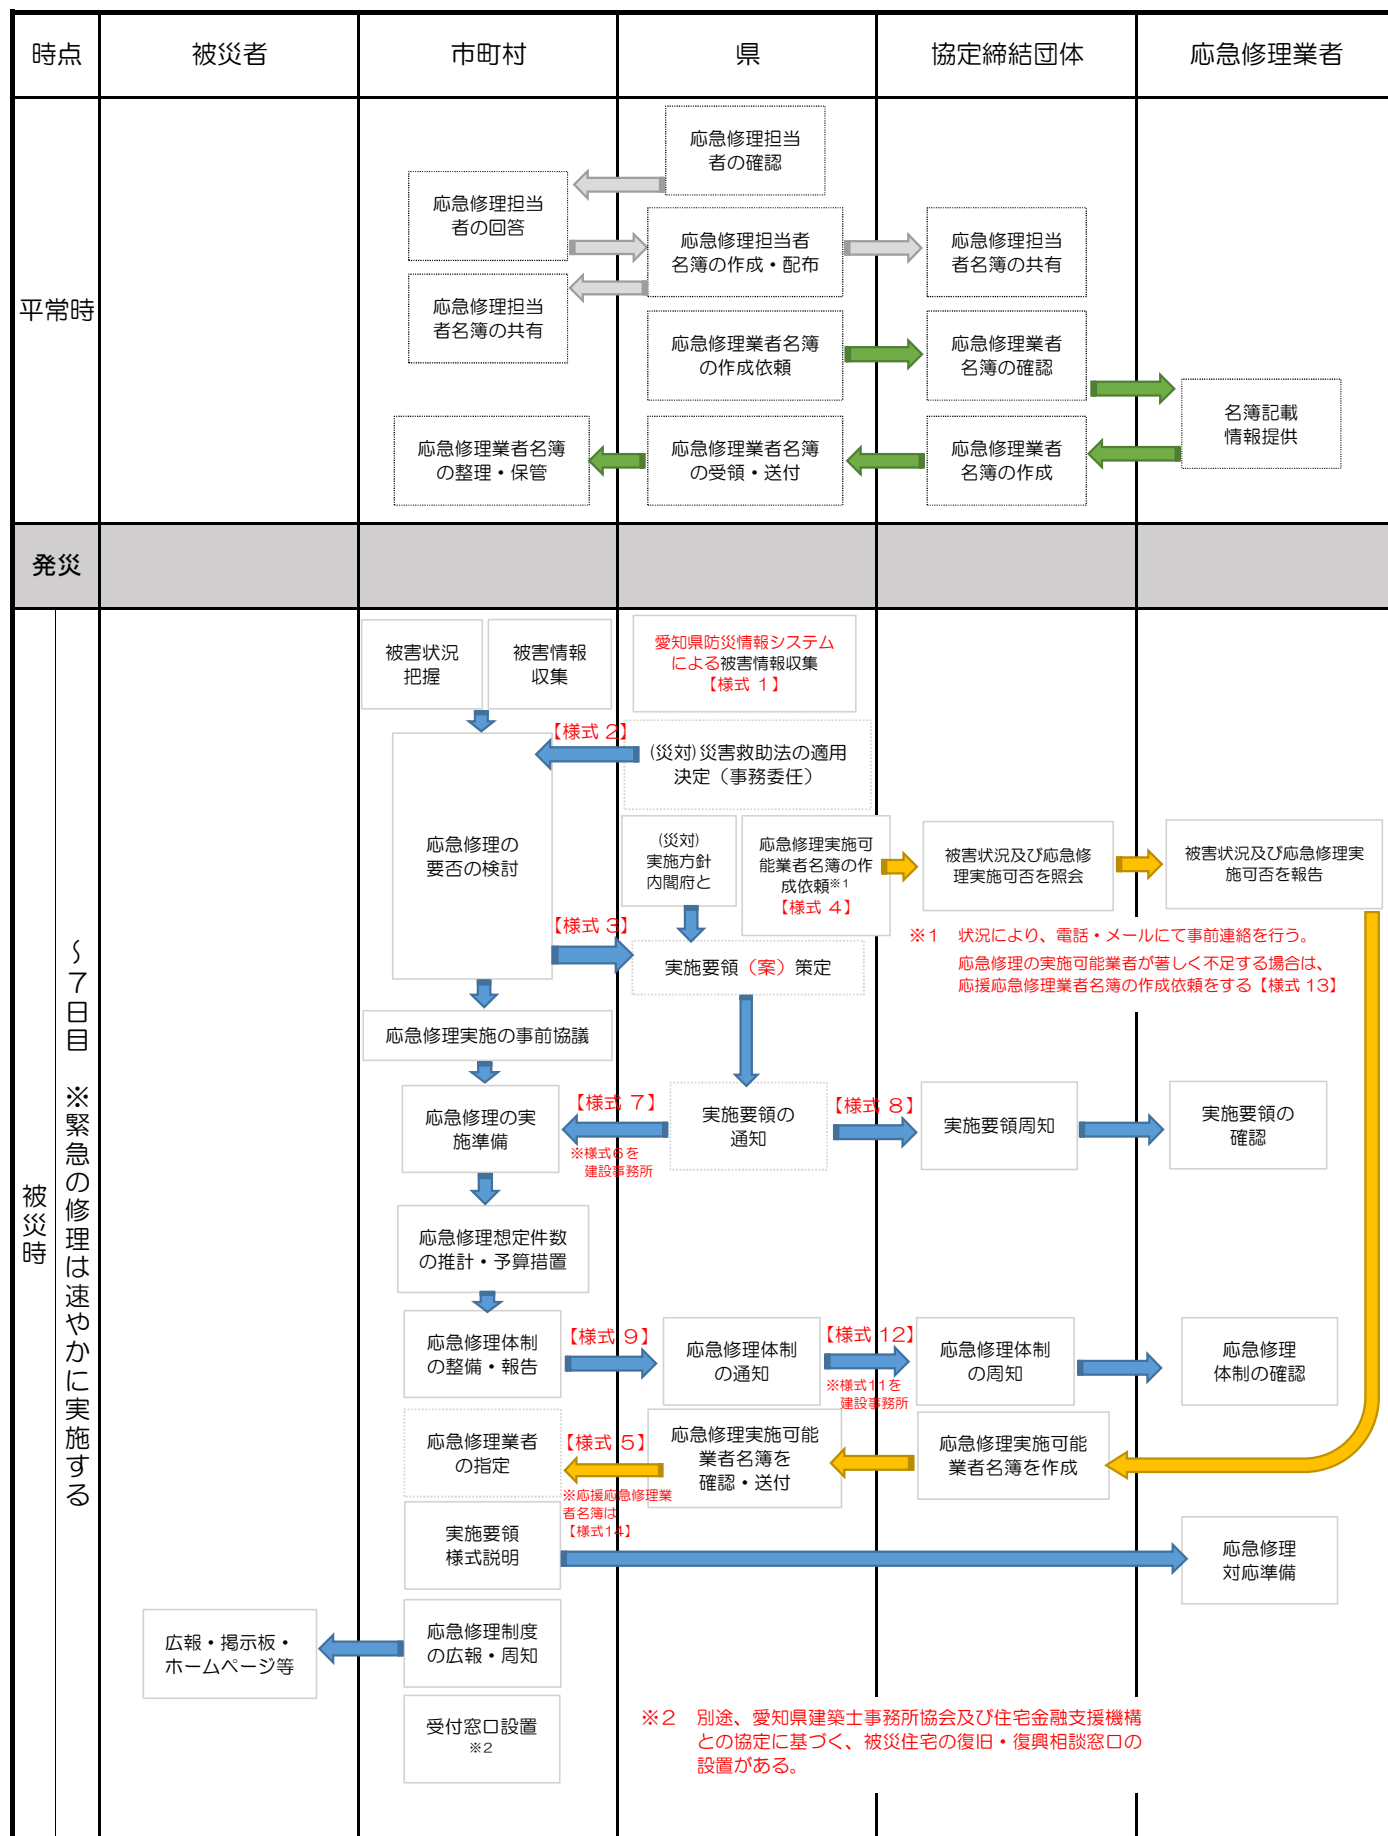 時点
被災者
市町村
県
協定締結団体
応急修理業者
平常時
応急修理担当
者の確認
応急修理担当
者の回答
応急修理担当者
名簿の作成・配布
応急修理担当
者名簿の共有
応急修理担当
者名簿の共有
応急修理業者名簿
の作成依頼
応急修理業者
名簿の確認
名簿記載
情報提供
応急修理業者名簿
の整理・保管
応急修理業者名簿
の受領・送付
応急修理業者
名簿の作成
発災
被災時
～７日目　※緊急の修理は速やかに実施する
被害状況
把握
被害情報
収集
愛知県防災情報システム
による被害情報収集
【様式 1】
【様式 2】
(災対)災害救助法の適用
決定（事務委任）
応急修理の
要否の検討
(災対)
実施方針
内閣府と
応急修理実施可
能業者名簿の作
成依頼※1
【様式 4】
被害状況及び応急修
理実施可否を照会
被害状況及び応急修理実
施可否を報告
【様式 3】
実施要領（案）策定
※1　状況により、電話・メールにて事前連絡を行う。
応急修理の実施可能業者が著しく不足する場合は、
応援応急修理業者名簿の作成依頼をする【様式 13】
応急修理実施の事前協議
応急修理の実
施準備
【様式 7】
※様式6を
建設事務所
実施要領の
通知
【様式 8】
実施要領周知
実施要領の
確認
応急修理想定件数
の推計・予算措置
応急修理体制
の整備・報告
【様式 9】
応急修理体制
の通知
【様式 12】
※様式11を
建設事務所
応急修理体制
の周知
応急修理
体制の確認
応急修理業者
の指定
【様式 5】
※応援応急修理業
者名簿は
【様式14】
応急修理実施可能
業者名簿を
確認・送付
応急修理実施可能
業者名簿を作成
実施要領
様式説明
応急修理
対応準備
広報・掲示板・
ホームページ等
応急修理制度
の広報・周知
受付窓口設置
※2
※2　別途、愛知県建築士事務所協会及び住宅金融支援機構
との協定に基づく、被災住宅の復旧・復興相談窓口の
設置がある。